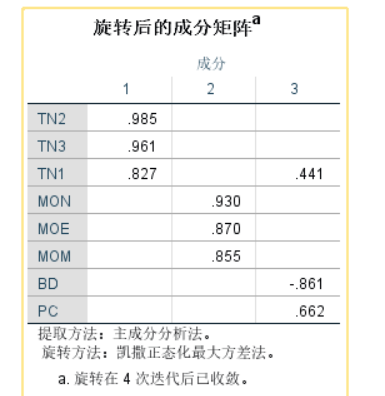 旋转后的成分矩阵a
成分
1 2 3
TN2 .985
TN3 .961
TN1 .827 .441
MON .930
MOE .870
MOM .855
BD -.861
PC .662
提取方法：主成分分析法。
旋转方法：凯撒正态化最大方差法。
a. 旋转在 4 次迭代后已收敛。